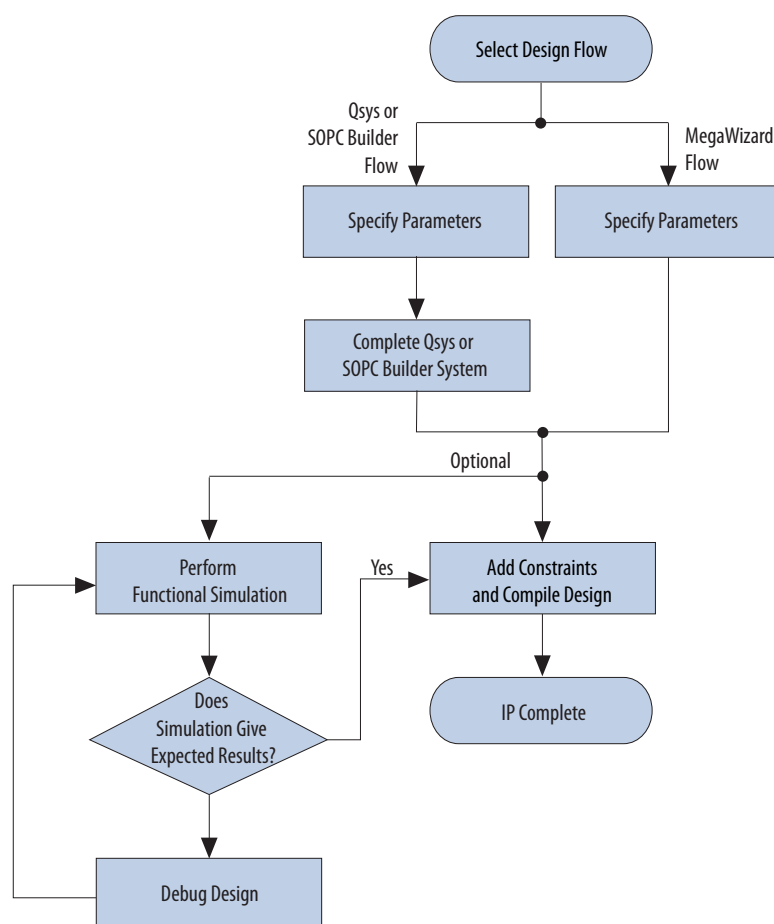 Select Design Flow
Qsys or
SOPC Builder
Flow
MegaWizard
Flow
Specify Parameters
Specify Parameters
Complete Qsys or
SOPC Builder System
Optional
Perform
Functional Simulation
Yes
Add Constraints
and Compile Design
Does
Simulation Give
Expected Results?
IP Complete
Debug Design